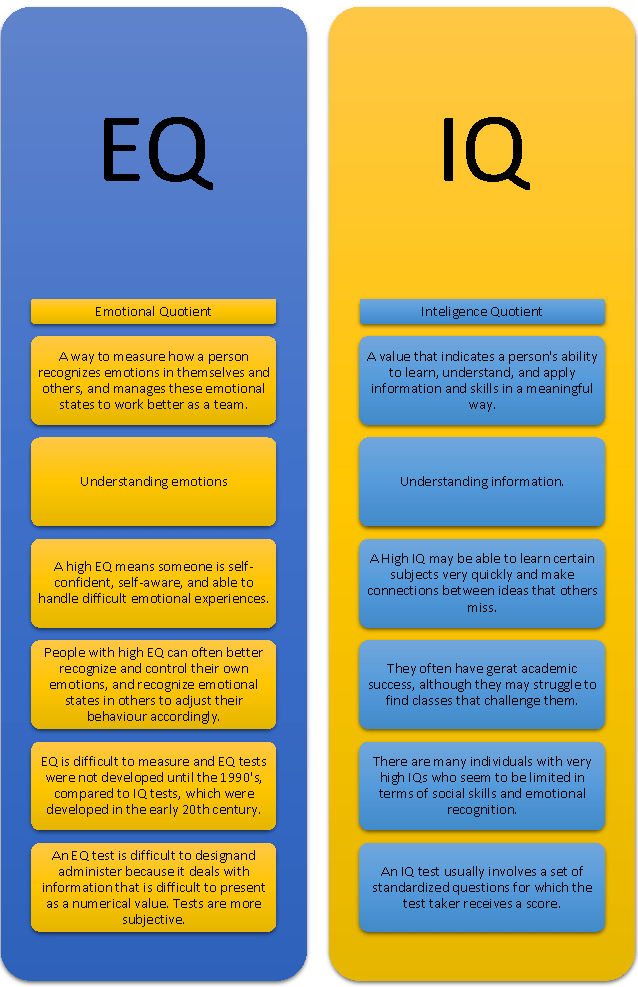 EQ
Emotional Quotient
A way to measure how a person
recognizes emotions in themselves and
others, and manages these emotional
states to work better as a team.
Understanding emotions
A high EQ means someone is self-
confident, self-aware, and able to
handle difficult emotional experiences.
People with high EQ can often better
recognize and control their own
emotions, and recognize emotional
states in others to adjust their
behaviour accordingly.
EQ is difficult to measure and EQ tests
were not developed until the 1990's,
compared to IQ tests, which were
developed in the early 20th century.
An EQ test is difficult to designand
administer because it deals with
information that is difficult to present
as a numerical value. Tests are more
subjective.
IQ
Inteligence Quotient
A value that indicates a person's ability
to learn, understand, and apply
information and skills in a meaningful
way.
Understanding information.
A High IQ may be able to learn certain
subjects very quickly and make
connections between ideas that others
miss.
They often have gerat academic
success, although they may struggle to
find classes that challenge them.
There are many individuals with very
high IQs who seem to be limited in
terms of social skills and emotional
recognition.
An IQ test usually involves a set of
standardized questions for which the
test taker receives a score.